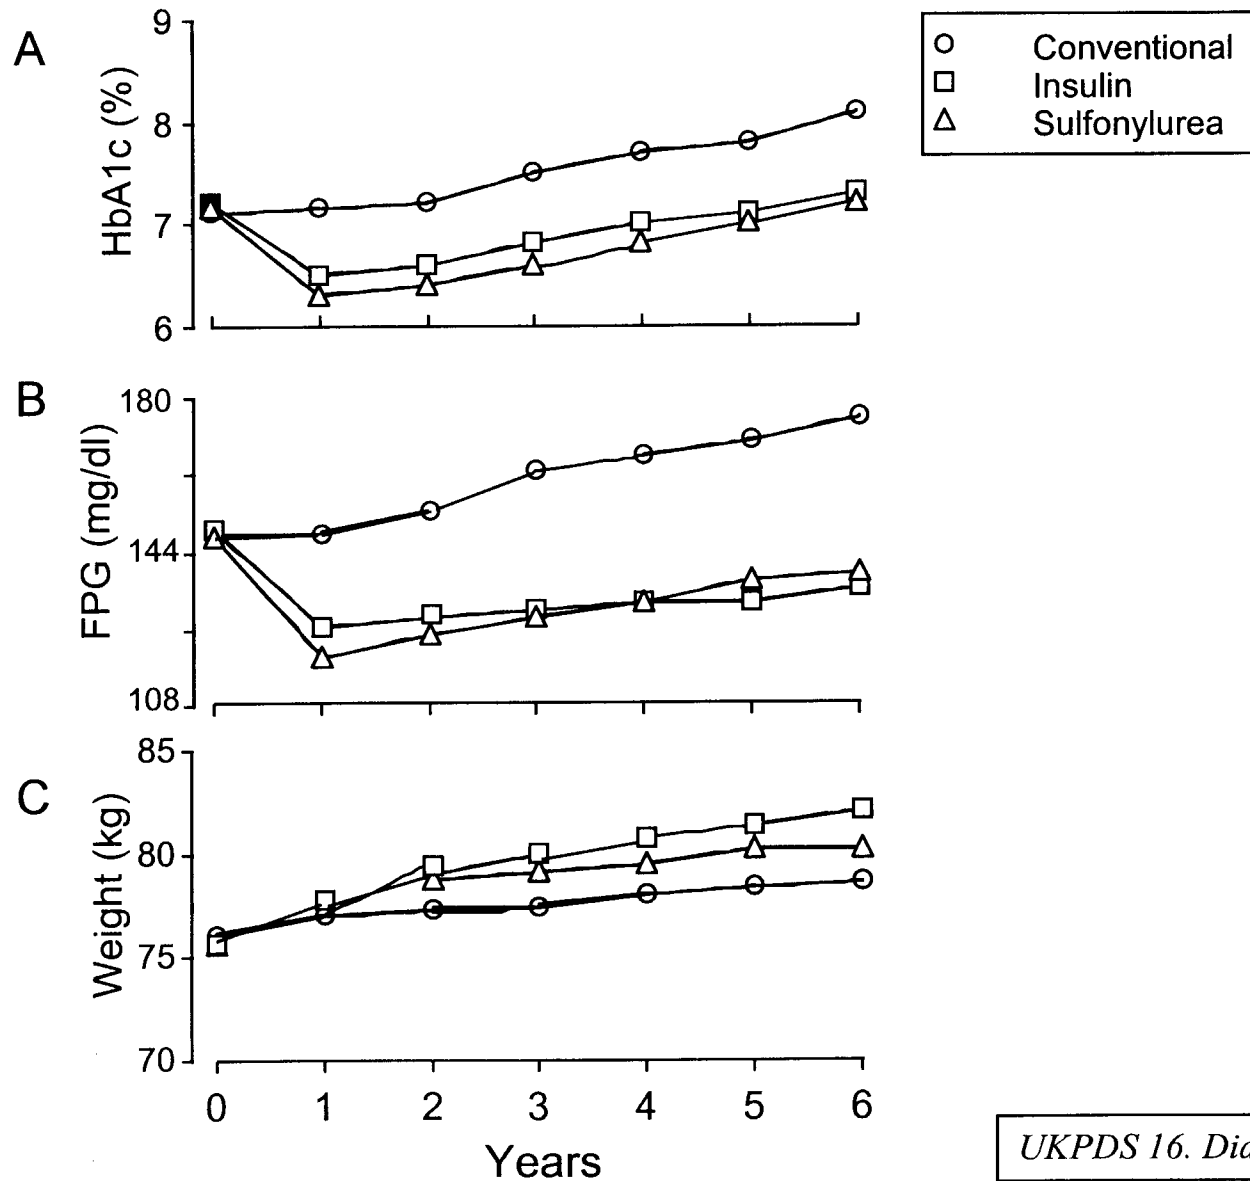 A
HbA1c (%)
9
8
7
6
Conventional
Insulin
Sulfonylurea
B
FPG (mg/dl)
180
144
108
C
Weight (kg)
85
80
75
70
0 1 2 3 4 5 6
Years
UKPDS 16.